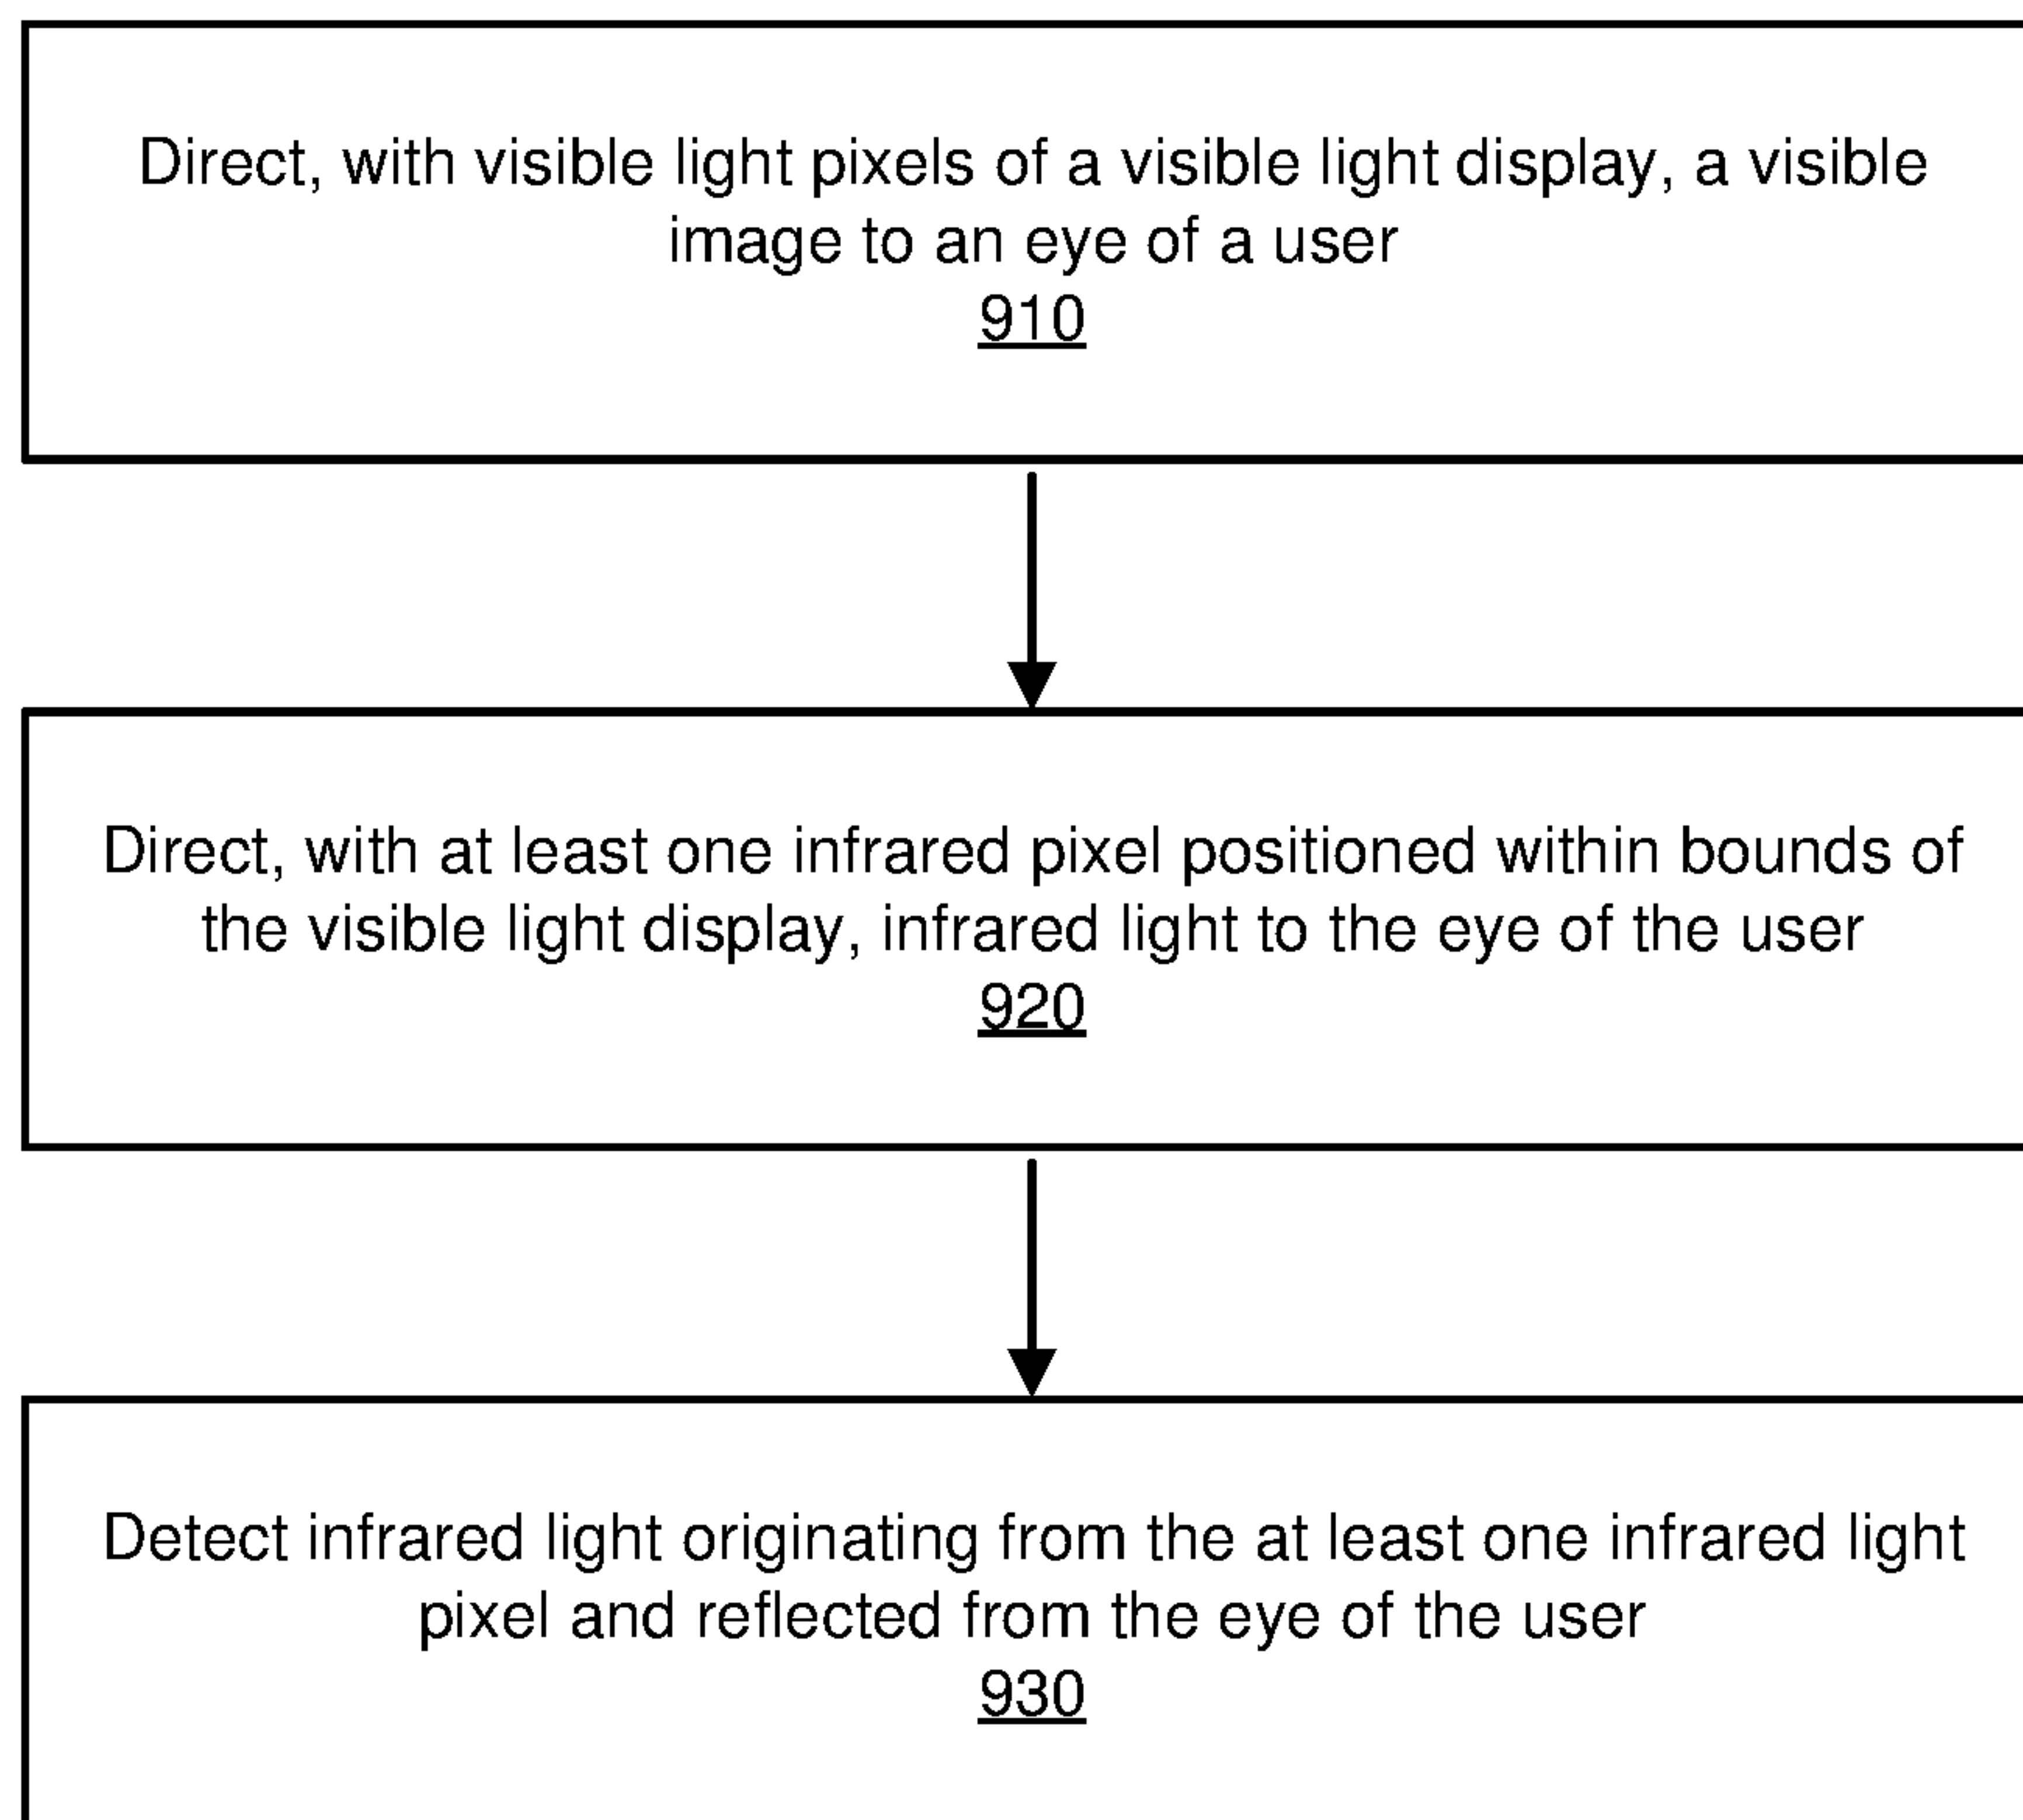 Direct, with visible light pixels of a visible light display, a visible
image to an eye of a user
910
Direct, with at least one infrared pixel positioned within bounds of
the visible light display, infrared light to the eye of the user
920
Detect infrared light originating from the at least one infrared light
pixel and reflected from the eye of the user
930